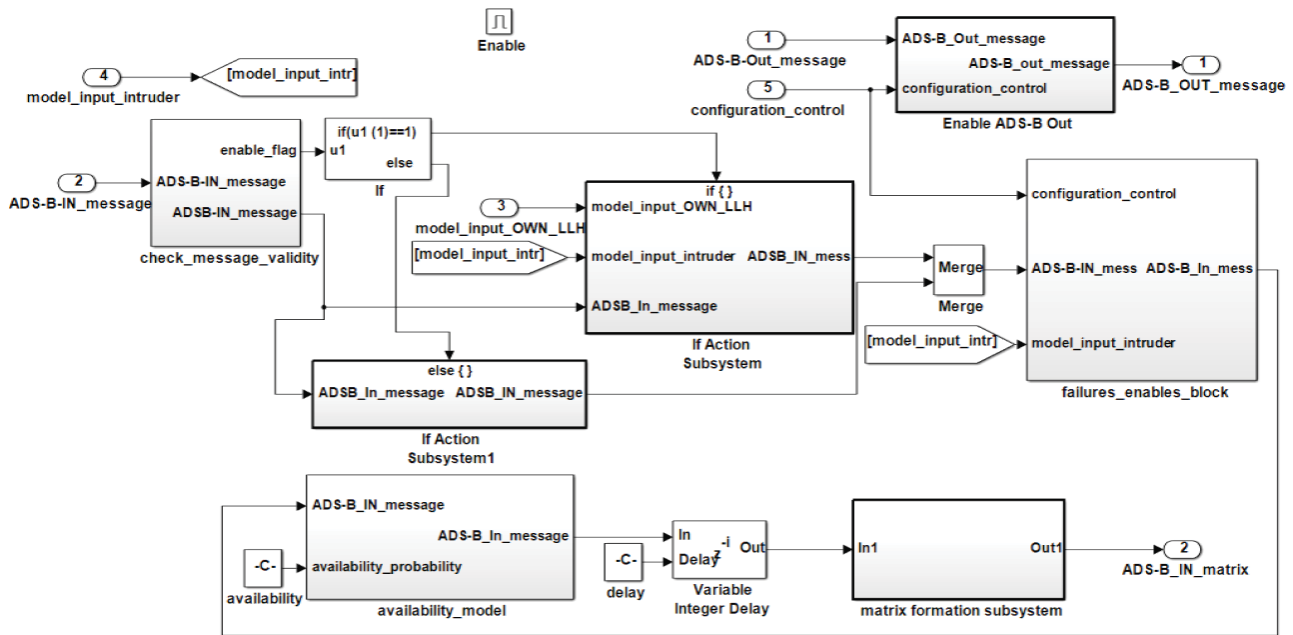 Enable
1
ADS-B-Out_message
5
configuration_control
ADS-B_Out_message
ADS-B_out_message
configuration_control
Enable ADS-B Out
1
ADS-B_OUT_message
4
model_input_intruder
[model_input_intr]
2
ADS-B-IN_message
enable_flag
ADS-B-IN_message
ADSB-IN_message
check_message_validity
if(u1 (1)==1)
u1
else
If
3
model_input_OWN_LLH
[model_input_intr]
if { }
model_input_OWN_LLH
model_input_intruder ADSB_IN_mess
ADSB_In_message
If Action
Subsystem
else { }
ADSB_In_message ADSB_IN_message
If Action
Subsystem1
Merge
Merge
[model_input_intr]
configuration_control
ADS-B-IN_mess ADS-B_In_mess
model_input_intruder
failures_enables_block
-C-
availability
ADS-B_IN_message
ADS-B_In_message
availability_probability
availability_model
-C-
delay
In
Delay z-i Out
Variable
Integer Delay
In1 Out1
matrix formation subsystem
2
ADS-B_IN_matrix